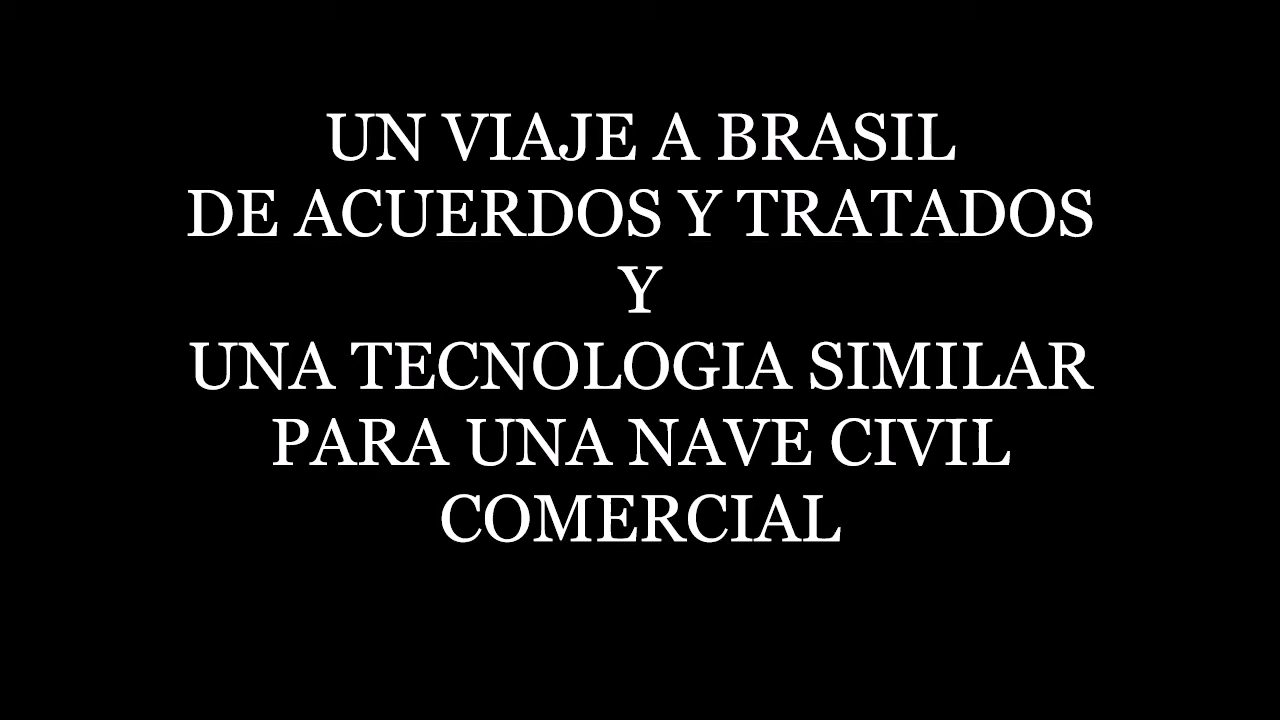 UN VIAJE A BRASIL
DE ACUERDOS Y TRATADOS
Y
UNA TECNOLOGIA SIMILAR
PARA UNA NAVE CIVIL
COMERCIAL